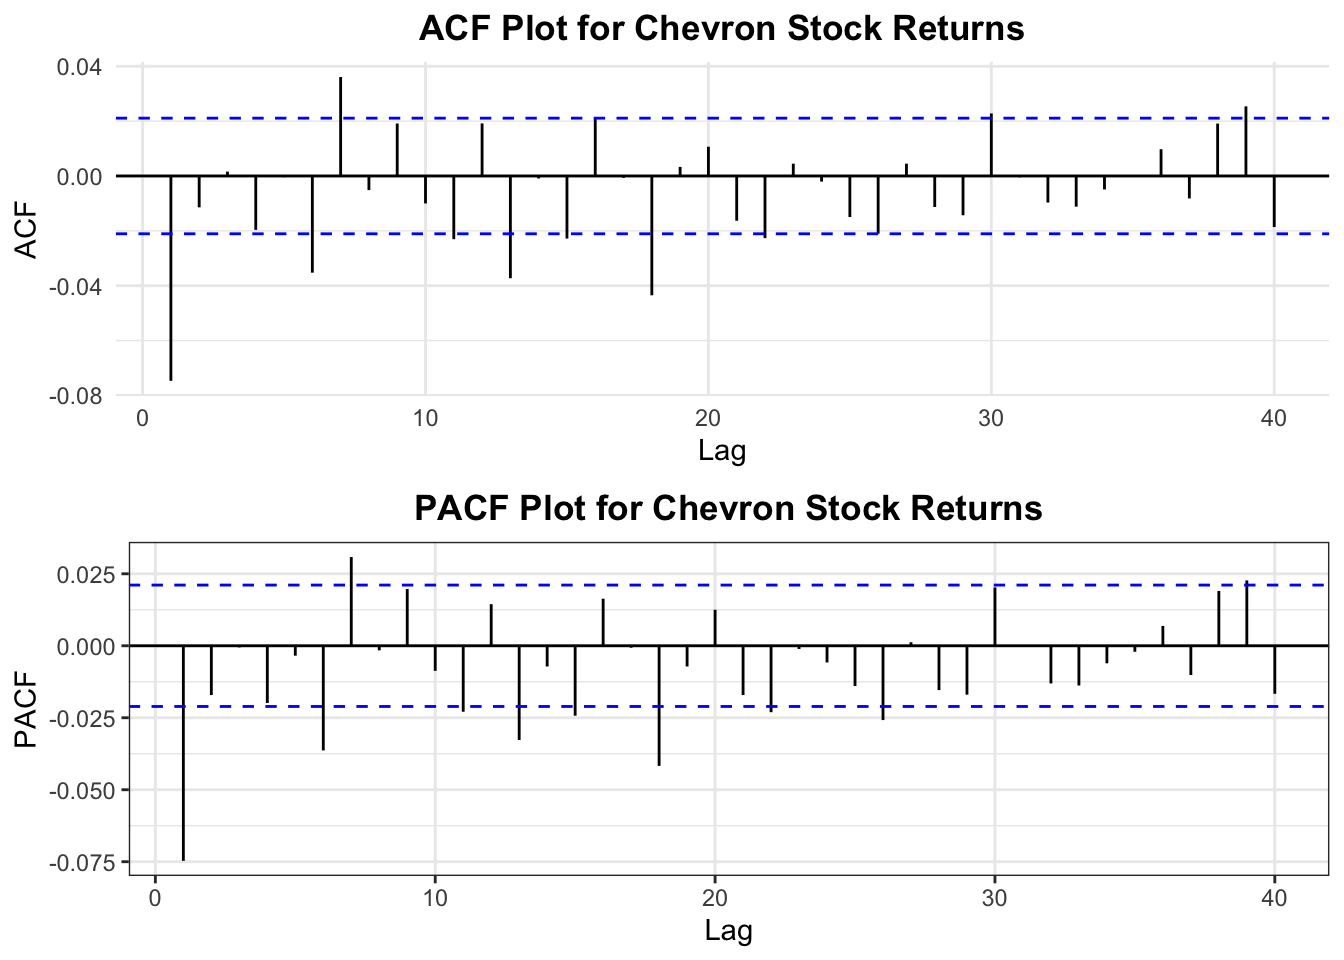 ACF Plot for Chevron Stock Returns
0.04
0.00
-0.04
-0.08
ACF
0 10 20 30 40
Lag
PACF Plot for Chevron Stock Returns
0.025
0.000
-0.025
-0.050
-0.075
PACF
0 10 20 30 40
Lag